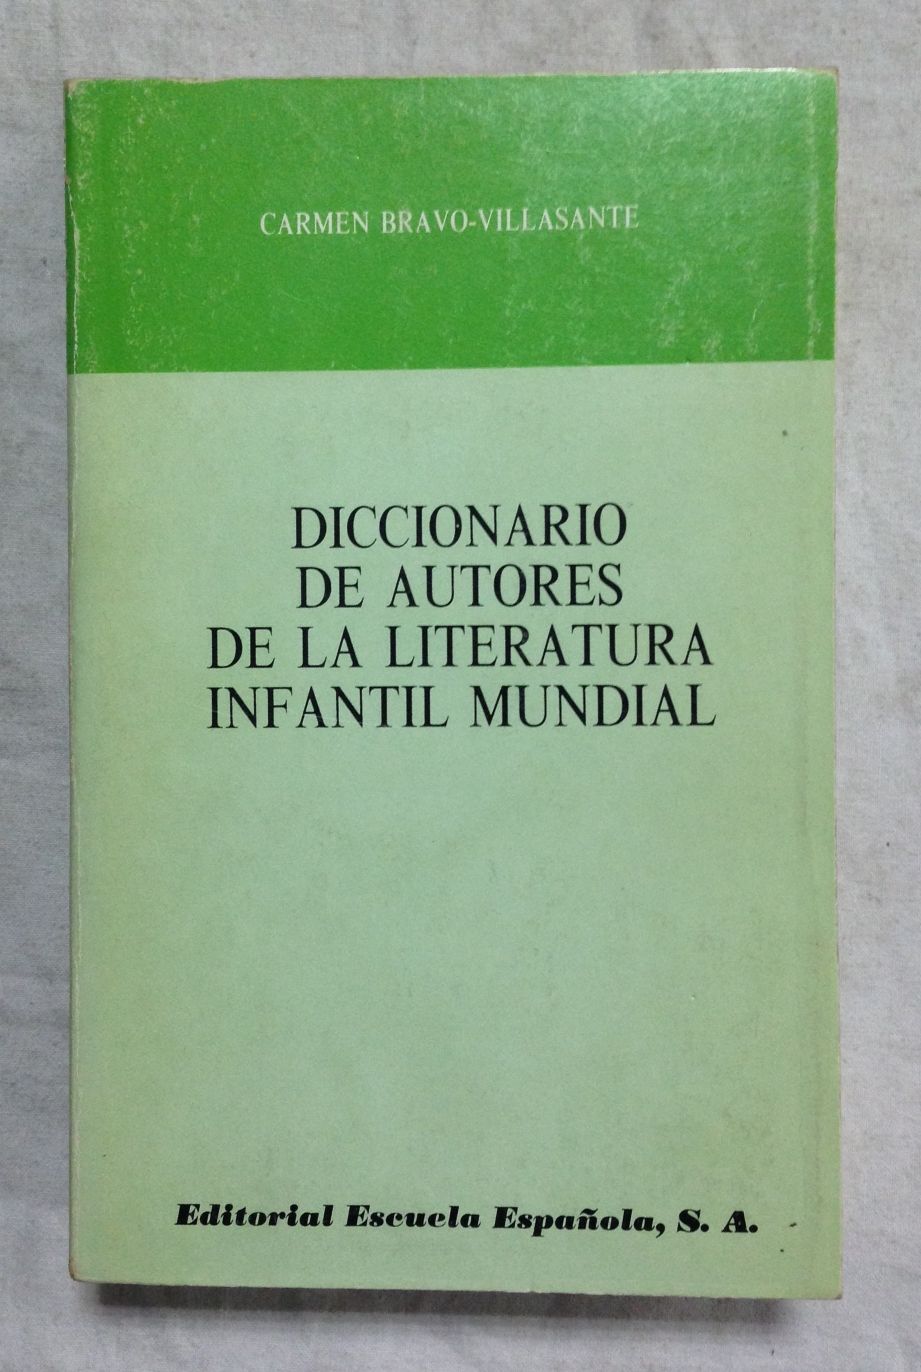 CARMEN BRAVO-VILLASANTE
DICCIONARIO
DE AUTORES
DE LA LITERATURA
INFANTIL MUNDIAL
Editorial Escuela Española, S. A.